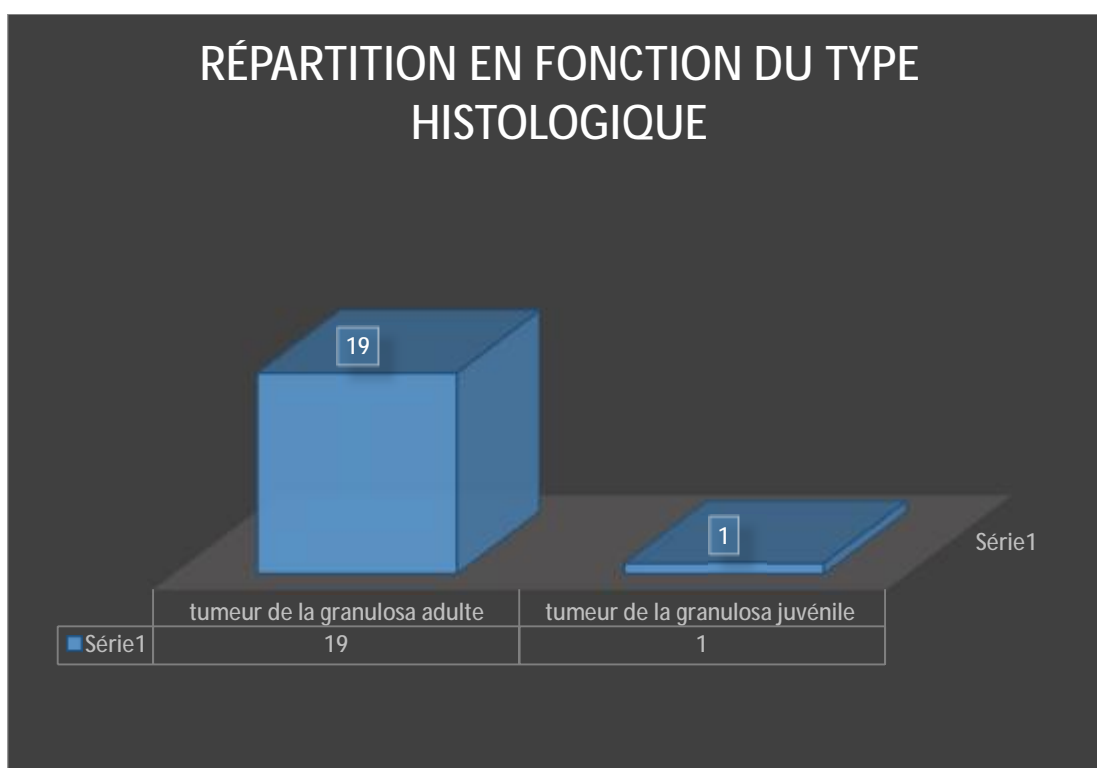 RÉPARTITION EN FONCTION DU TYPE
HISTOLOGIQUE
19
1
Série1
tumeur de la granulosa adulte tumeur de la granulosa juvénile
Série1 19 1